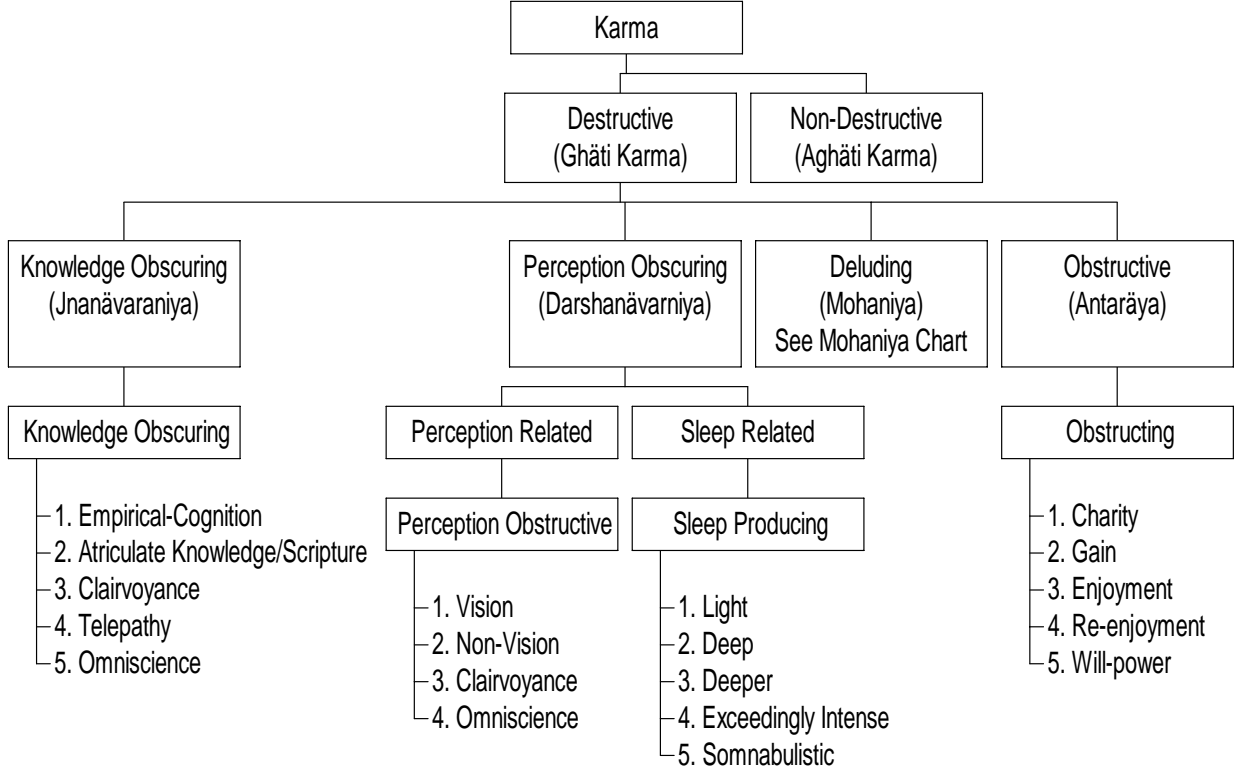 Karma
Destructive
(Ghäti Karma)
Non-Destructive
(Aghäti Karma)
Knowledge Obscuring
(Jnanävaraniya)
Perception Obscuring
(Darshanävarniya)
Deluding
(Mohaniya)
See Mohaniya Chart
Obstructive
(Antaräya)
Knowledge Obscuring
1. Empirical-Cognition
2. Atriculate Knowledge/Scripture
3. Clairvoyance
4. Telepathy
5. Omniscience
Perception Related
Perception Obstructive
1. Vision
2. Non-Vision
3. Clairvoyance
4. Omniscience
Sleep Related
Sleep Producing
1. Light
2. Deep
3. Deeper
4. Exceedingly Intense
5. Somnabulistic
Obstructing
1. Charity
2. Gain
3. Enjoyment
4. Re-enjoyment
5. Will-power